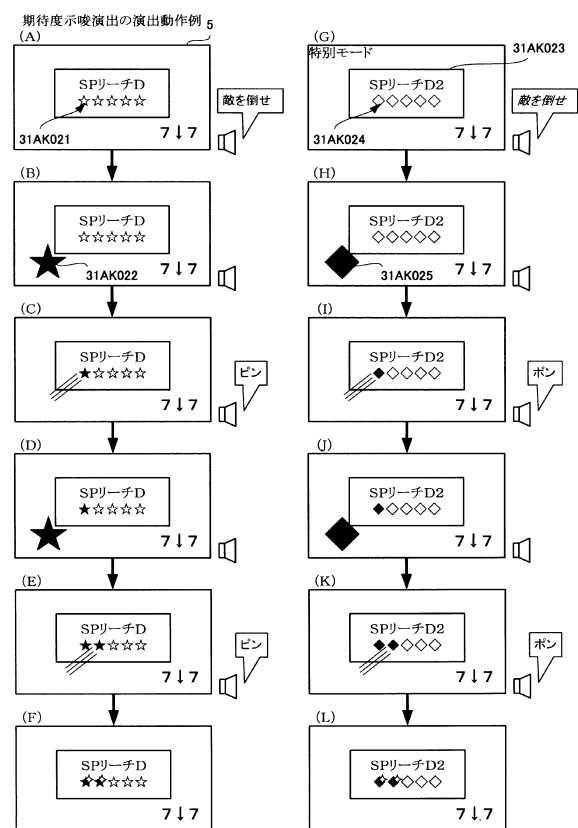 期待度示唆演出の演出動作例
5
(A)
SPリーチD
☆☆☆☆☆
31AK021
7↓7
敵を倒せ
(B)
SPリーチD
☆☆☆☆☆
31AK022
7↓7
(C)
SPリーチD
★☆☆☆☆
7↓7
ピン
(D)
SPリーチD
★☆☆☆☆
7↓7
(E)
SPリーチD
★★☆☆☆
7↓7
ピン
(F)
SPリーチD
★★☆☆☆
7↓7
(G)
特別モード
31AK023
SPリーチD2
◇◇◇◇◇
31AK024
7↓7
敵を倒せ
(H)
SPリーチD2
◇◇◇◇◇
31AK025
7↓7
(I)
SPリーチD2
◆◇◇◇◇
7↓7
ポン
(J)
SPリーチD2
◆◇◇◇◇
7↓7
(K)
SPリーチD2
◆◆◇◇◇
7↓7
ポン
(L)
SPリーチD2
◆◆◇◇◇
7↓7